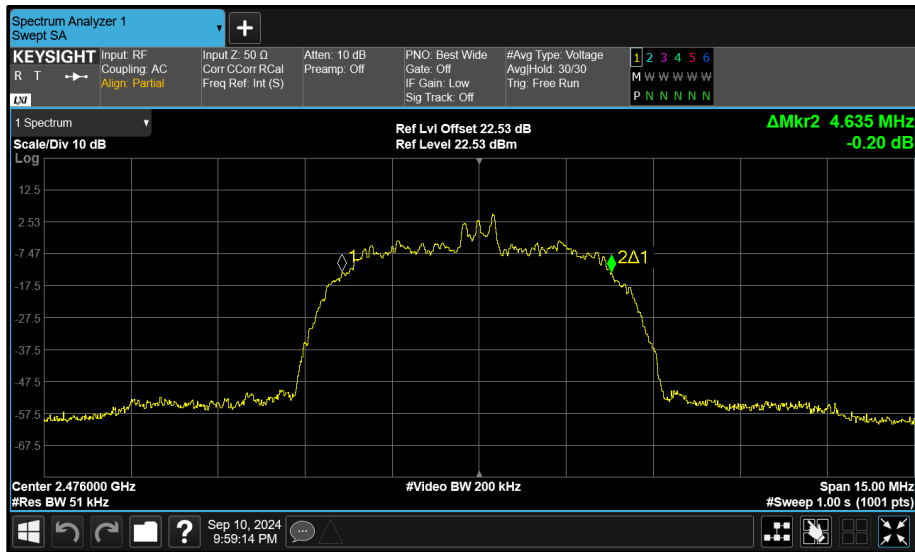 Spectrum Analyzer 1
Swept SA
KEYSIGHT
R T
LXI
Input: RF
Coupling: AC
Align: Partial
Input Z: 50 Ω
Corr CCorr RCal
Freq Ref: Int (S)
Atten: 10 dB
Preamp: Off
PNO: Best Wide
Gate: Off
IF Gain: Low
Sig Track: Off
#Avg Type: Voltage
Avg|Hold: 30/30
Trig: Free Run
1 2 3 4 5 6
M W W W W W
P N N N N N
1 Spectrum
Scale/Div 10 dB
Log
Ref Lvl Offset 22.53 dB
Ref Level 22.53 dBm
ΔMkr2 4.635 MHz
-0.20 dB
12.5
2.53
-7.47
-17.5
-27.5
-37.5
-47.5
-57.5
-67.5
1
2Δ1
Center 2.476000 GHz
#Res BW 51 kHz
#Video BW 200 kHz
Span 15.00 MHz
#Sweep 1.00 s (1001 pts)
?
Sep 10, 2024
9:59:14 PM